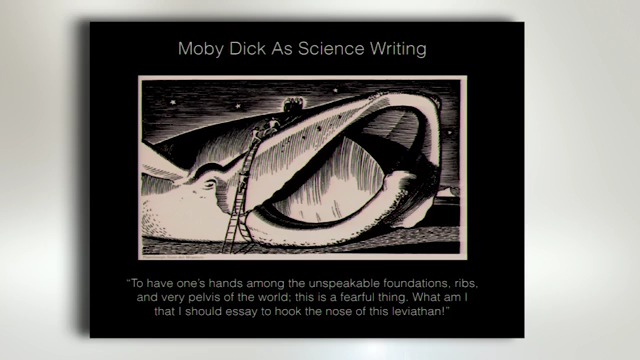 Moby Dick As Science Writing
“To have one’s hands among the unspeakable foundations, ribs,
and very pelvis of the world; this is a fearful thing. What am I
that I should essay to hook the nose of this leviathan!”